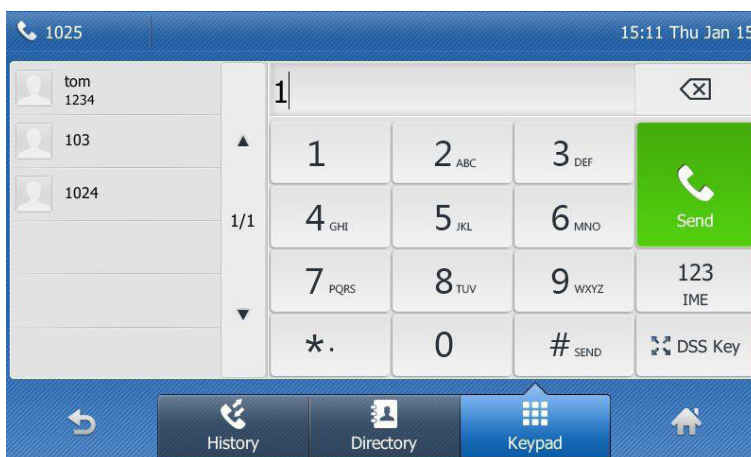 1025
15:11 Thu Jan 15
tom
1234
103
1024
1/1
1
1
2 ABC
3 DEF
Send
4 GHI
5 JKL
6 MNO
7 PQRS
8 TUV
9 WXYZ
123
IME
*.
0
# SEND
DSS Key
History
Directory
Keypad